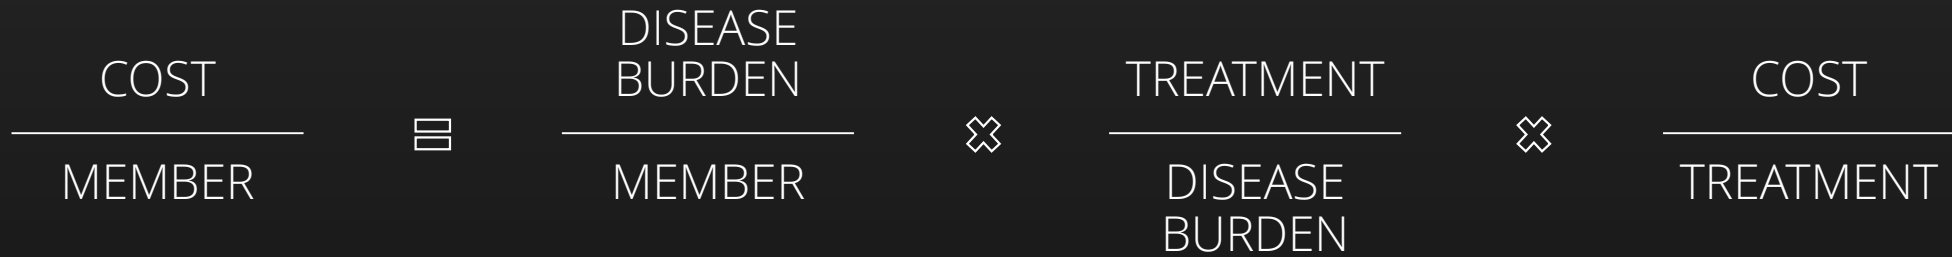 COST
MEMBER
=
DISEASE
BURDEN
MEMBER
×
TREATMENT
DISEASE
BURDEN
×
COST
TREATMENT